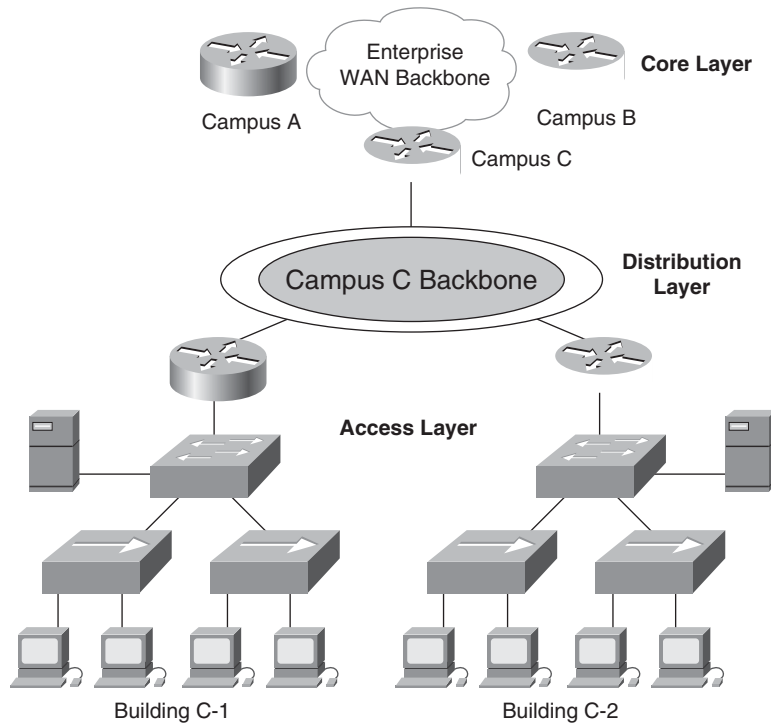 Enterprise
WAN Backbone
Core Layer
Campus A
Campus B
Campus C
Campus C Backbone
Distribution
Layer
Access Layer
Building C-1
Building C-2